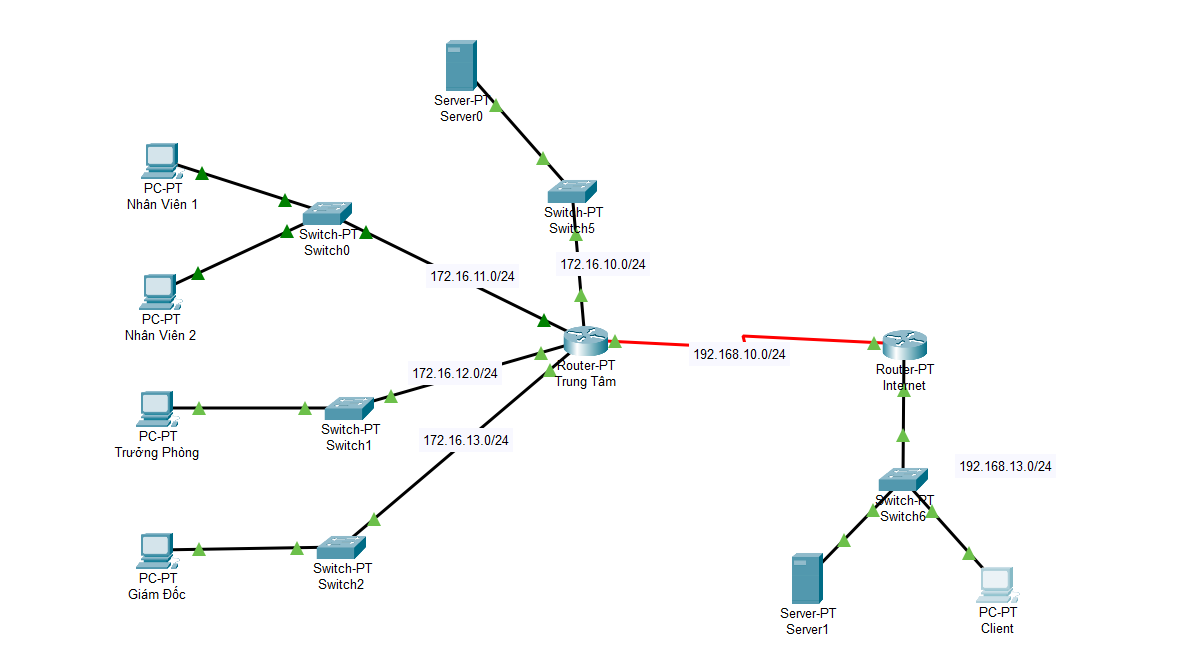 Server-PT
Server0
PC-PT
Nhân Viên 1
Switch-PT
Switch5
Switch-PT
Switch0
172.16.11.0/24
172.16.10.0/24
PC-PT
Nhân Viên 2
Router-PT
Trung Tâm
192.168.10.0/24
Router-PT
Internet
172.16.12.0/24
PC-PT
Trưởng Phòng
Switch-PT
Switch1
172.16.13.0/24
192.168.13.0/24
Switch-PT
Switch6
PC-PT
Giám Đốc
Switch-PT
Switch2
Server-PT
Server1
PC-PT
Client